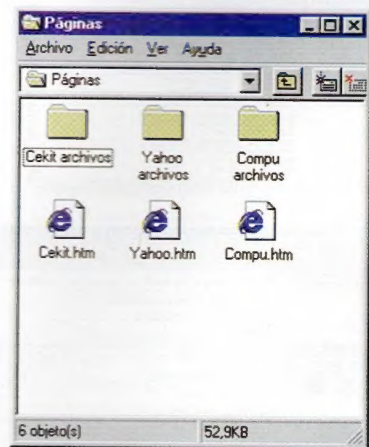 Páginas
Archivo Edición Ver Ayuda
Páginas
Cekit archivos
Yahoo archivos
Compu archivos
Cekit.htm Yahoo.htm Compu.htm
6 objeto(s) 52,9KB